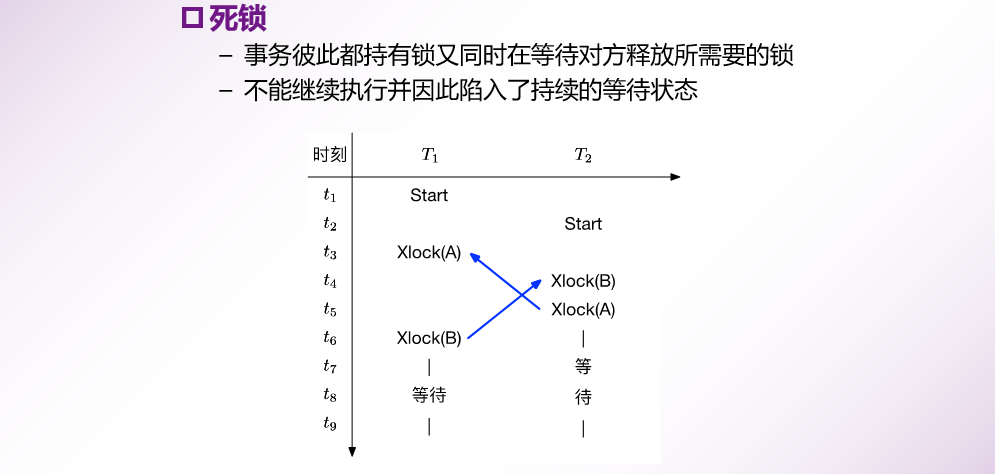 死锁
– 事务彼此都持有锁又同时在等待对方释放所需要的锁
– 不能继续执行并因此陷入了持续的等待状态
时刻 T₁ T₂
t₁ Start
t₂ Start
t₃ Xlock(A)
t₄ Xlock(B)
t₅ Xlock(A)
t₆ Xlock(B) |
t₇ | 等
t₈ 等待 待
t₉ | |